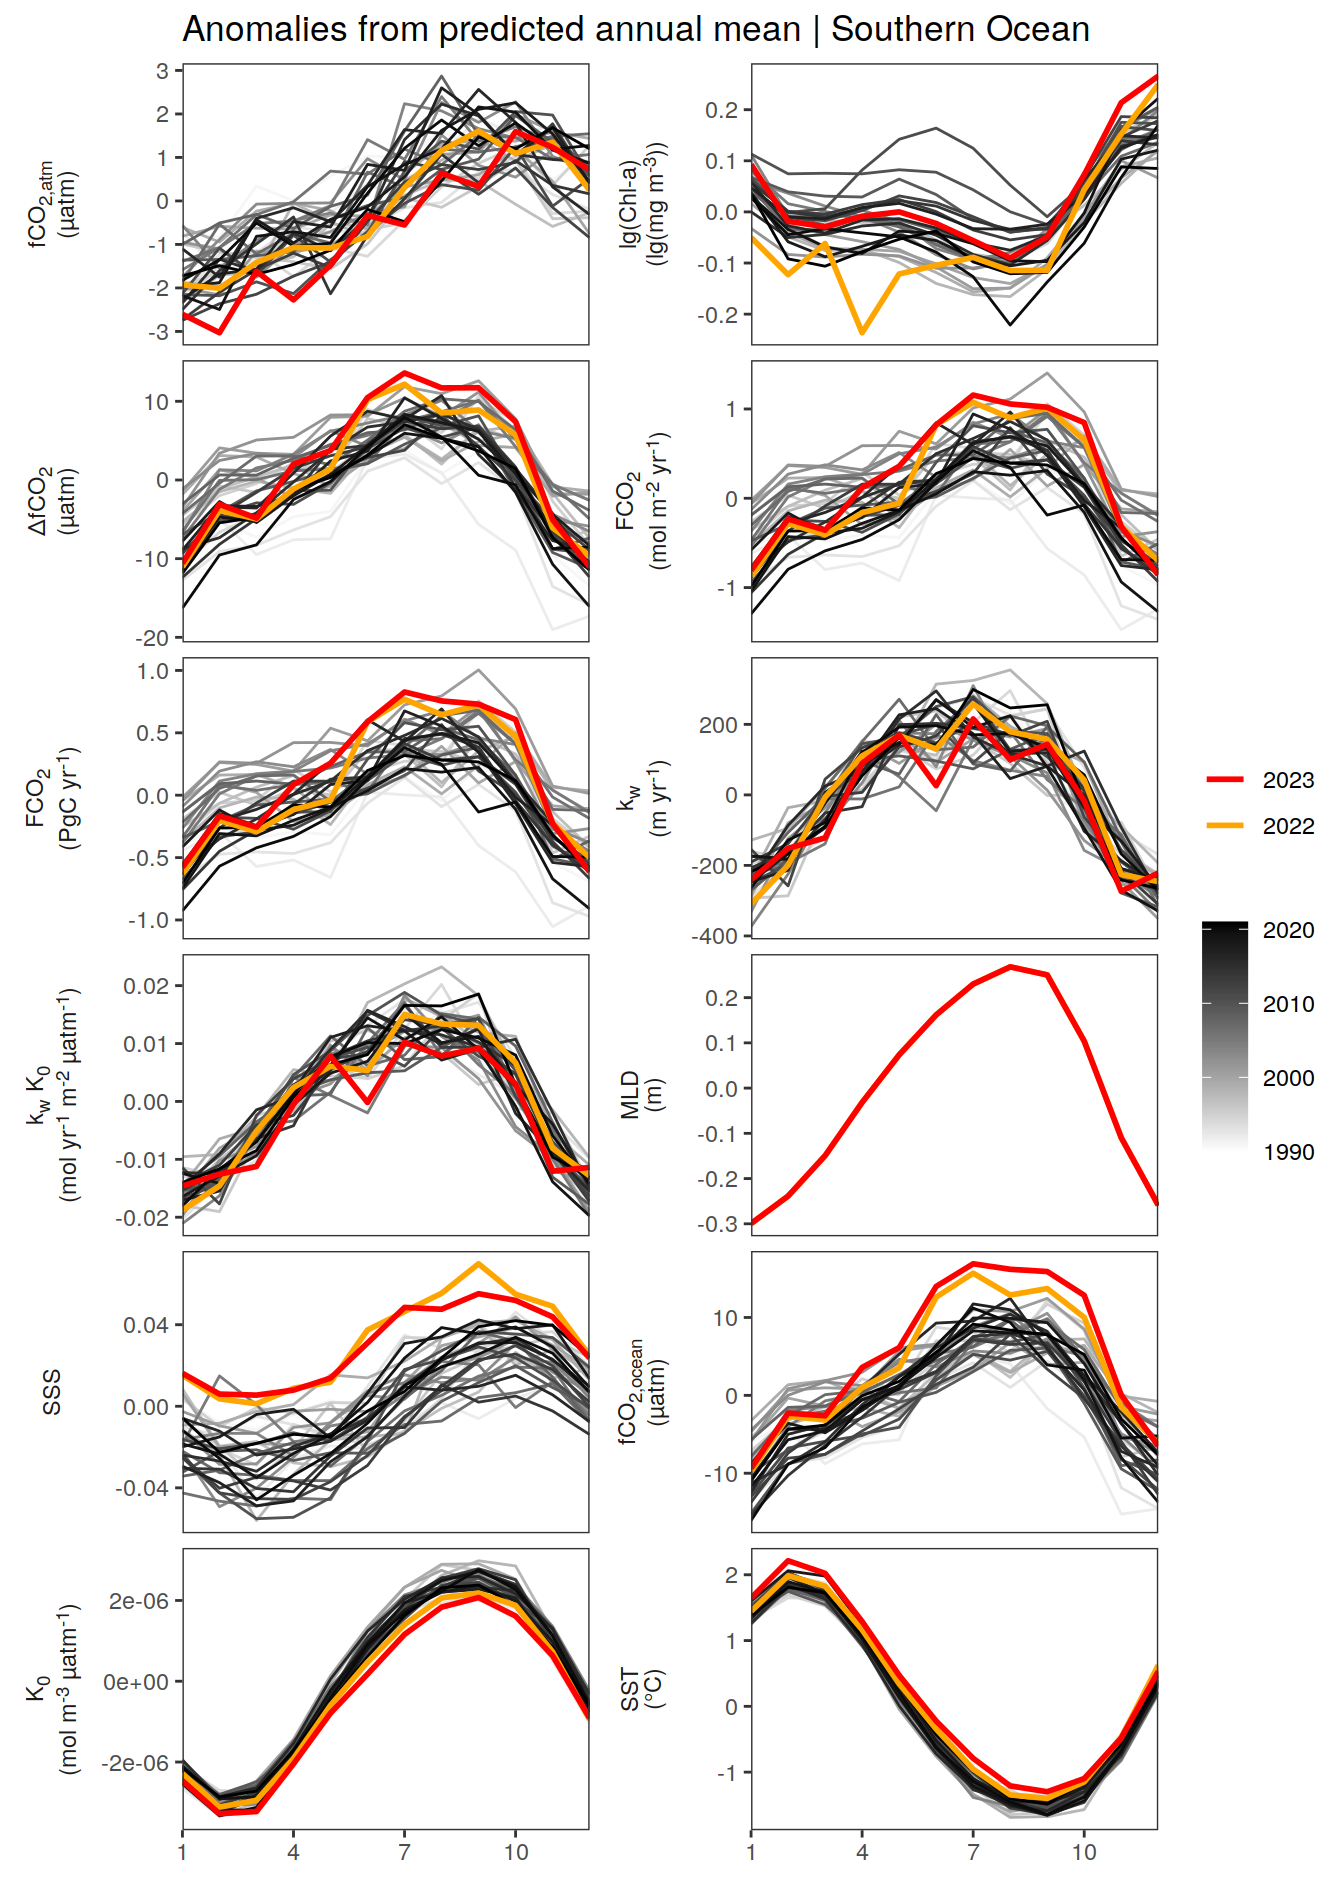 Anomalies from predicted annual mean | Southern Ocean
fCO2,atm
(µatm)
3
2
1
0
-1
-2
-3
lg(Chl-a)
(lg(mg m-3))
0.2
0.1
0.0
-0.1
-0.2
ΔfCO2
(µatm)
10
0
-10
-20
FCO2
(mol m-2 yr-1)
1
0
-1
FCO2
(PgC yr-1)
1.0
0.5
0.0
-0.5
-1.0
kw
(m yr-1)
200
0
-200
-400
kw K0
(mol yr-1 m-2 µatm-1)
0.02
0.01
0.00
-0.01
-0.02
MLD
(m)
0.2
0.1
0.0
-0.1
-0.2
-0.3
SSS
0.04
0.00
-0.04
fCO2,ocean
(µatm)
10
0
-10
K0
(mol m-3 µatm-1)
2e-06
0e+00
-2e-06
SST
(°C)
2
1
0
-1
1 4 7 10
1 4 7 10
2023
2022
2020
2010
2000
1990